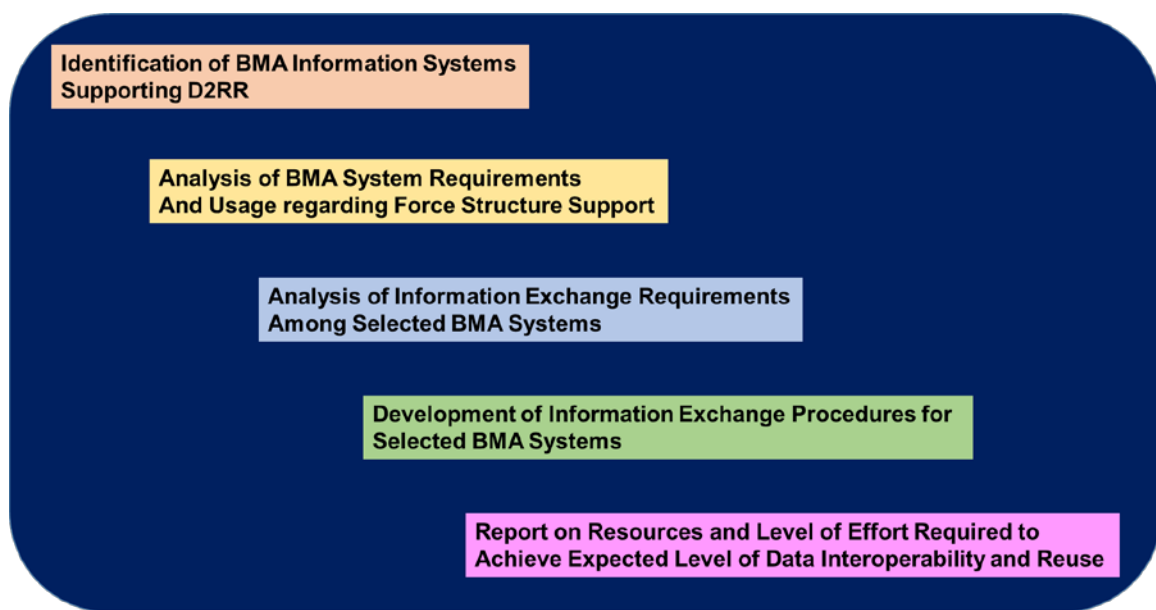 Identification of BMA Information Systems
Supporting D2RR
Analysis of BMA System Requirements
And Usage regarding Force Structure Support
Analysis of Information Exchange Requirements
Among Selected BMA Systems
Development of Information Exchange Procedures for
Selected BMA Systems
Report on Resources and Level of Effort Required to
Achieve Expected Level of Data Interoperability and Reuse